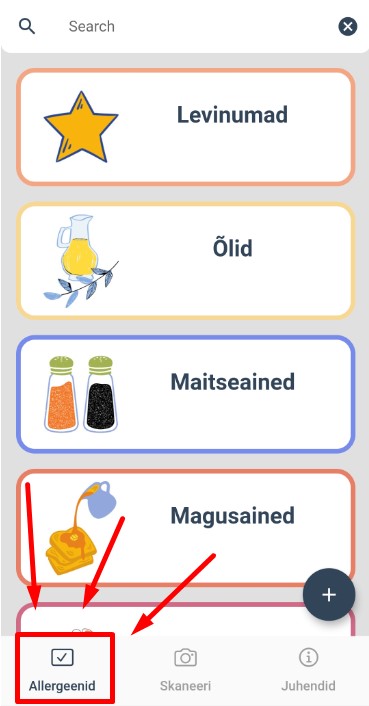 Search
Levinumad
Õlid
Maitseained
Magusained
Allergeenid
Skaneeri
Juhendid